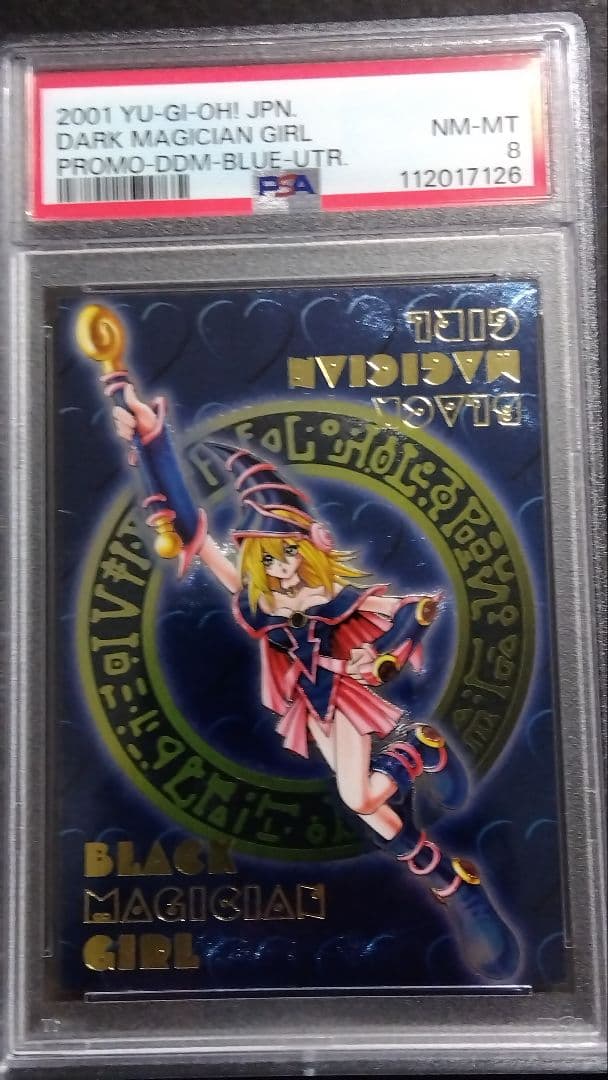 2001 YU-GI-OH! JPN.
DARK MAGICIAN GIRL
PROMO-DDM-BLUE-UTR.
NM-MT
8
PSA
112017126
BLACK
MAGICIAN
GIRL
BLACK
MAGICIAN
GIRL